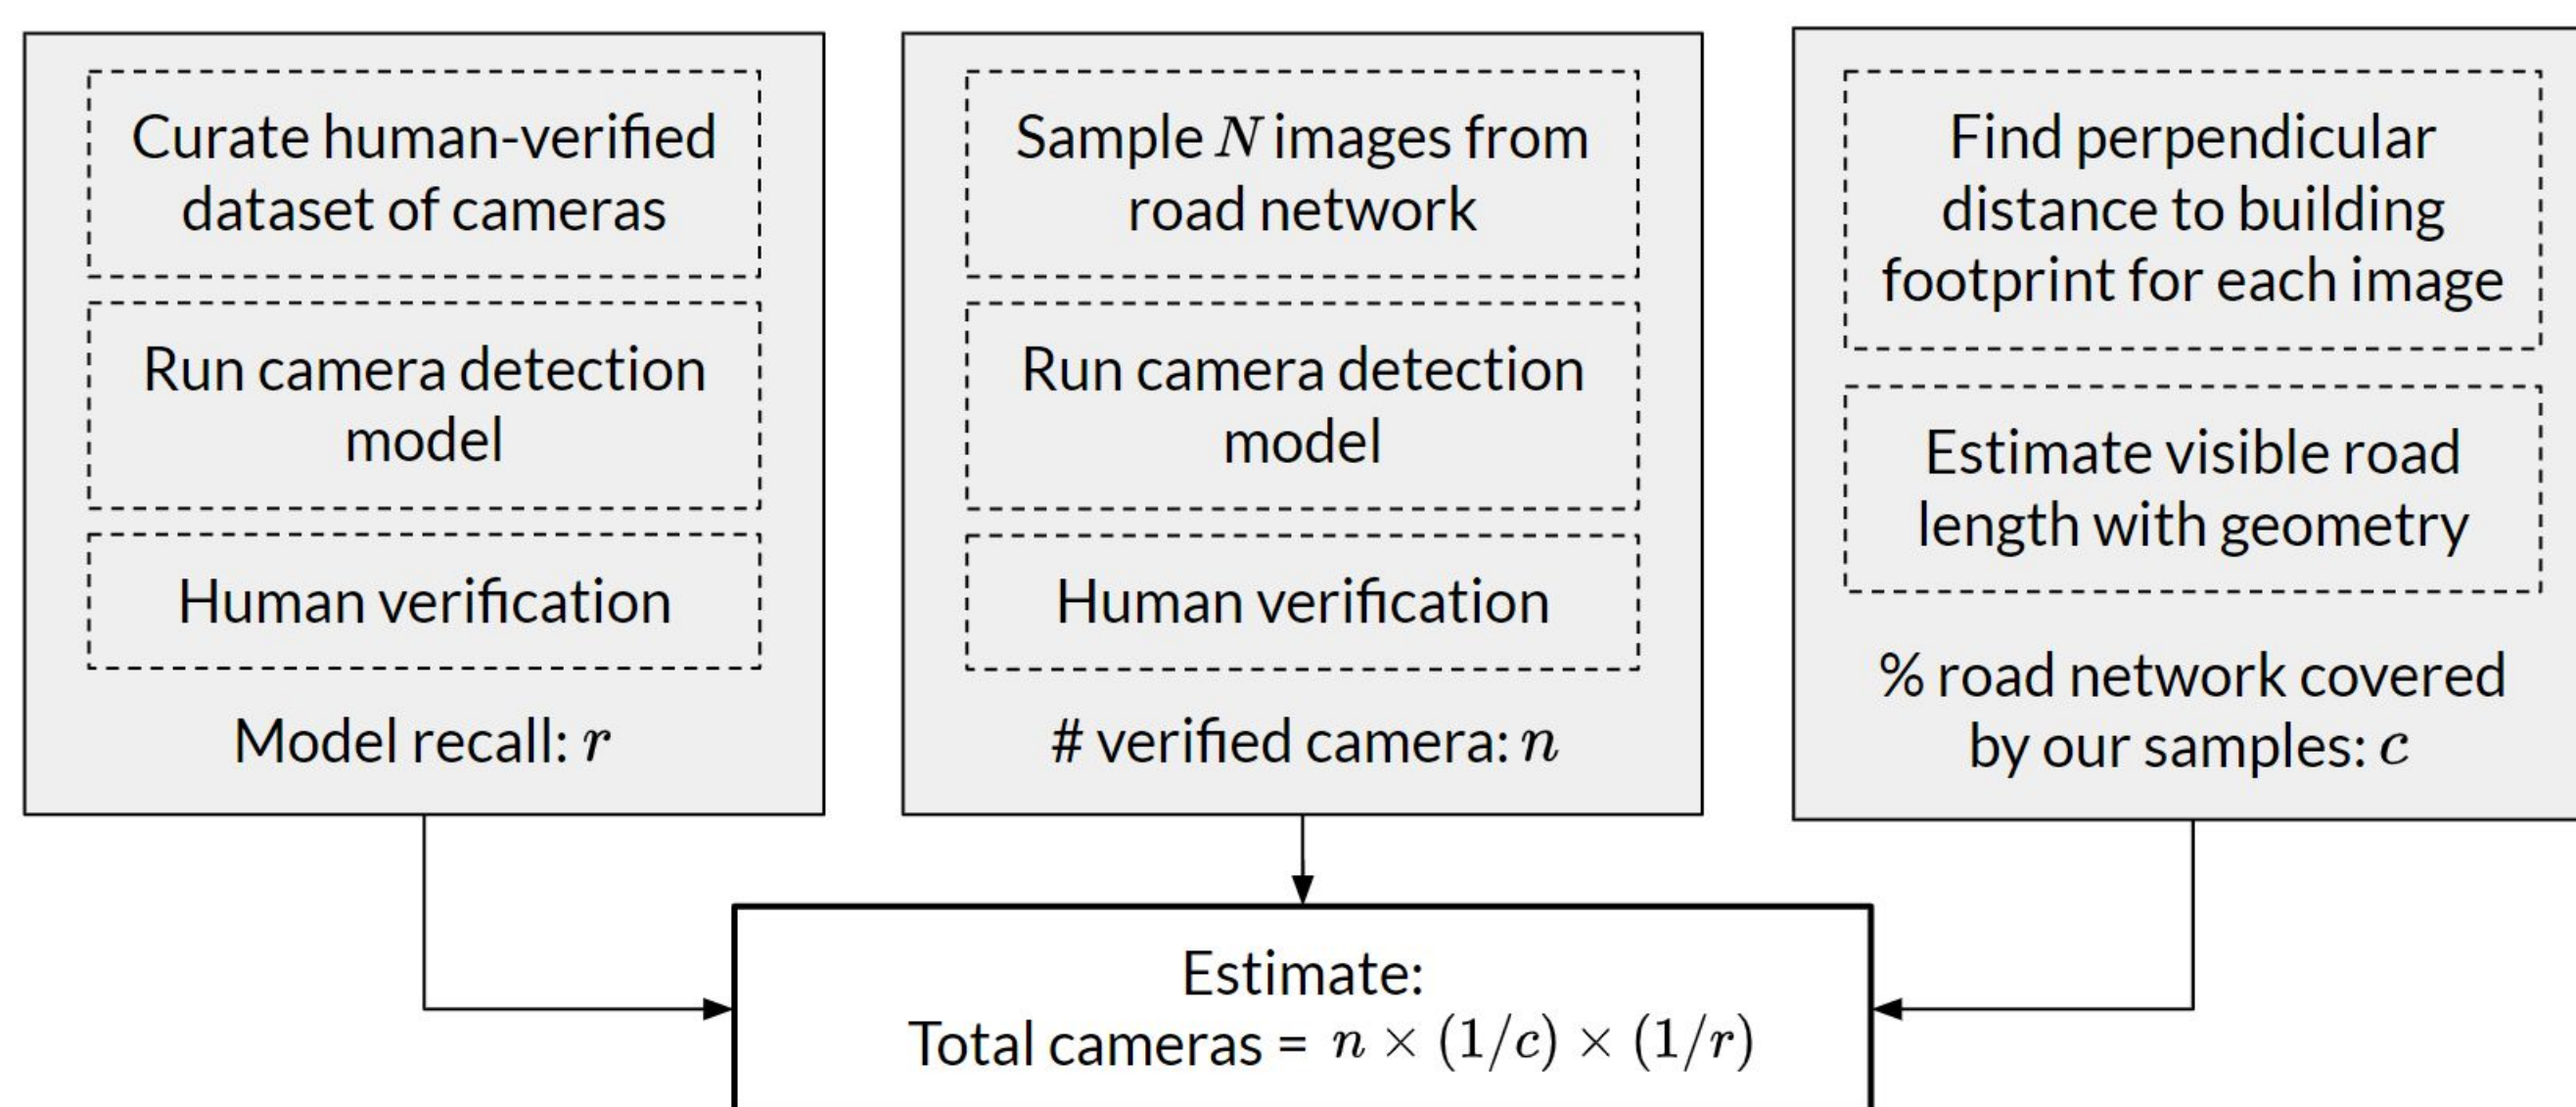 Curate human-verified
dataset of cameras
Run camera detection
model
Human verification
Model recall: r
Sample N images from
road network
Run camera detection
model
Human verification
# verified camera: n
Find perpendicular
distance to building
footprint for each image
Estimate visible road
length with geometry
% road network covered
by our samples: c
Estimate:
Total cameras = n × (1/c) × (1/r)